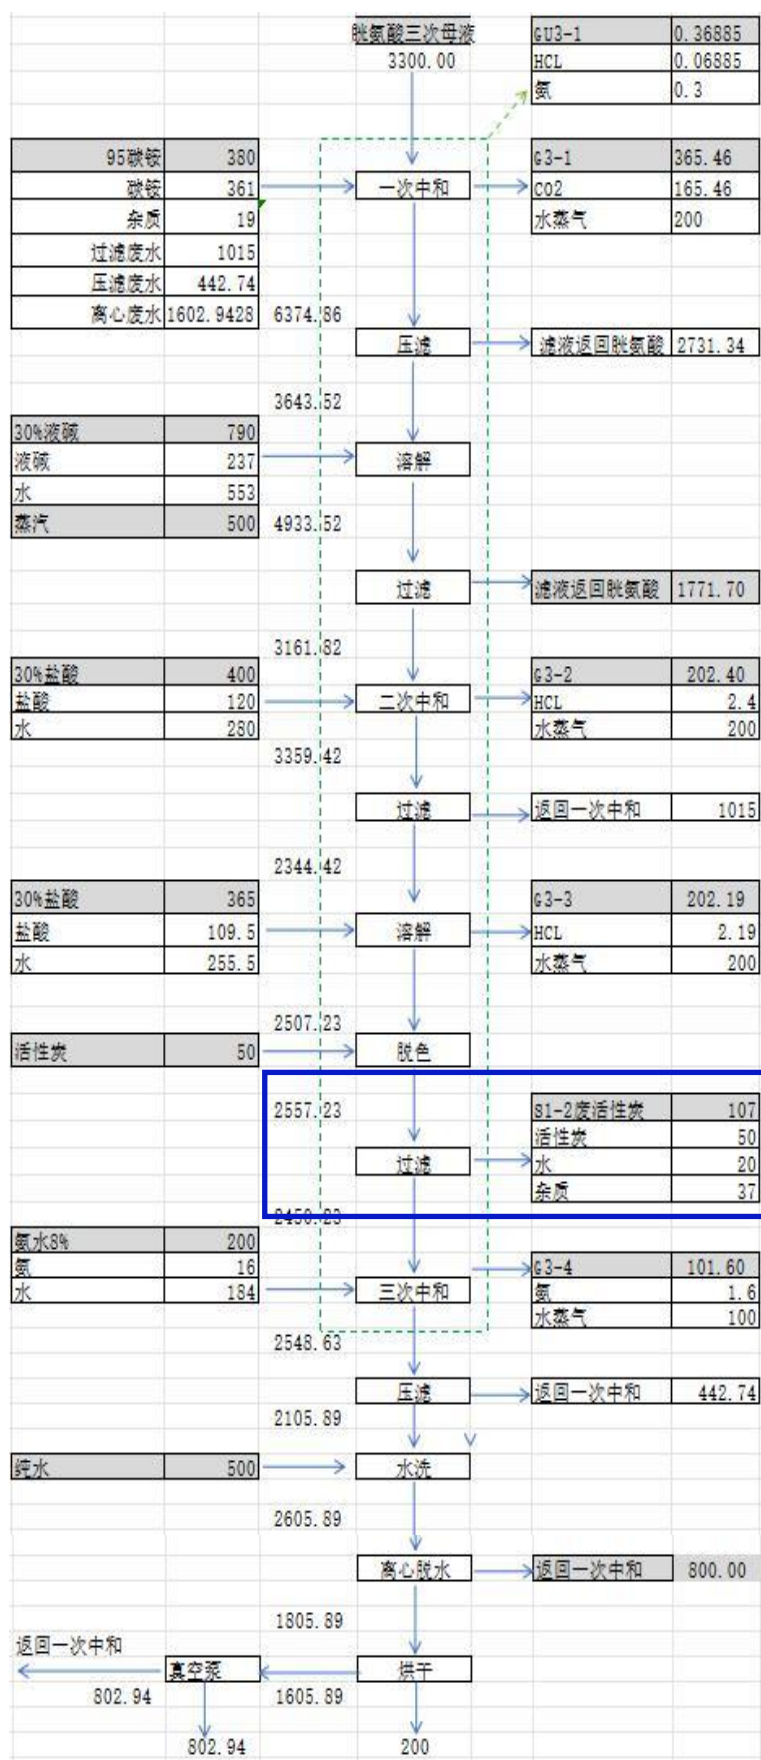 胱氨酸三次母液
3300.00
GU3-1 0.36885
HCL 0.06885
氨 0.3
95碳铵 380
碳铵 361
杂质 19
过滤废水 1015
压滤废水 442.74
离心废水 1602.9428
一次中和
G3-1 365.46
CO2 165.46
水蒸气 200
6374.86
压滤
滤液返回胱氨酸 2731.34
3643.52
30%液碱 790
液碱 237
水 553
蒸汽 500
溶解
4933.52
过滤
滤液返回胱氨酸 1771.70
3161.82
30%盐酸 400
盐酸 120
水 280
二次中和
G3-2 202.40
HCL 2.4
水蒸气 200
3359.42
过滤
返回一次中和 1015
2344.42
30%盐酸 365
盐酸 109.5
水 255.5
溶解
G3-3 202.19
HCL 2.19
水蒸气 200
2507.23
活性炭 50
脱色
2557.23
过滤
S1-2废活性炭 107
活性炭 50
水 20
杂质 37
2450.23
氨水8% 200
氨 16
水 184
三次中和
G3-4 101.60
氨 1.6
水蒸气 100
2548.63
压滤
返回一次中和 442.74
2105.89
纯水 500
水洗
2605.89
离心脱水
返回一次中和 800.00
1805.89
返回一次中和
真空泵
烘干
802.94
1605.89
802.94
200